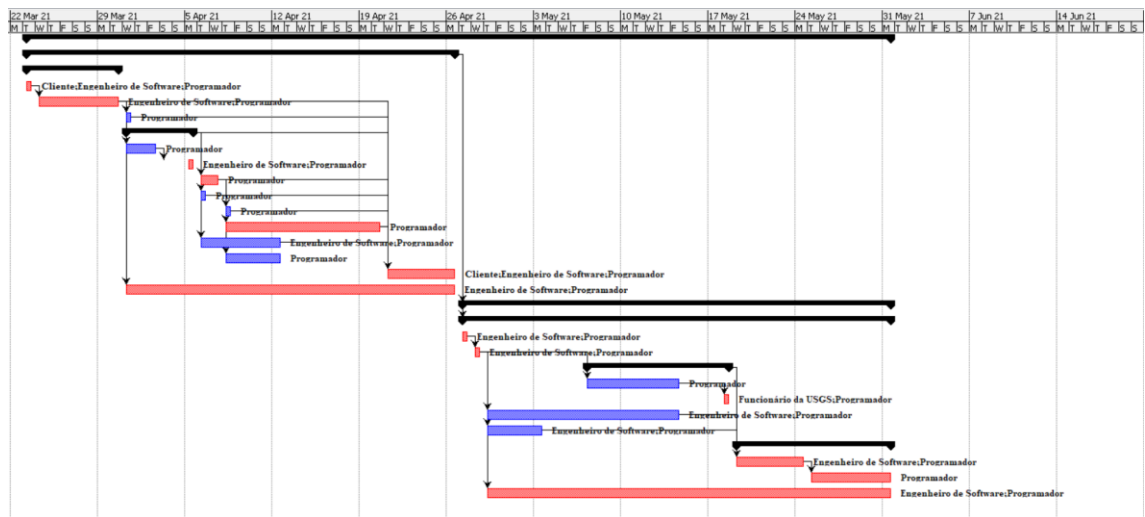 22 Mar 21 29 Mar 21 5 Apr 21 12 Apr 21 19 Apr 21 26 Apr 21 3 May 21 10 May 21 17 May 21 24 May 21 31 May 21 7 Jun 21 14 Jun 21
M T W T F S S M T W T F S S M T W T F S S M T W T F S S M T W T F S S M T W T F S S M T W T F S S M T W T F S S M T W T F S S M T W T F S S M T W T F S S M T W T F S S M T W T F S S
Cliente;Engenheiro de Software;Programador
Engenheiro de Software;Programador
Programador
Programador
Engenheiro de Software;Programador
Programador
Programador
Programador
Programador
Engenheiro de Software;Programador
Programador
Cliente;Engenheiro de Software;Programador
Engenheiro de Software;Programador
Engenheiro de Software;Programador
Engenheiro de Software;Programador
Programador
Funcionário da USGS;Programador
Engenheiro de Software;Programador
Engenheiro de Software;Programador
Engenheiro de Software;Programador
Programador
Engenheiro de Software;Programador